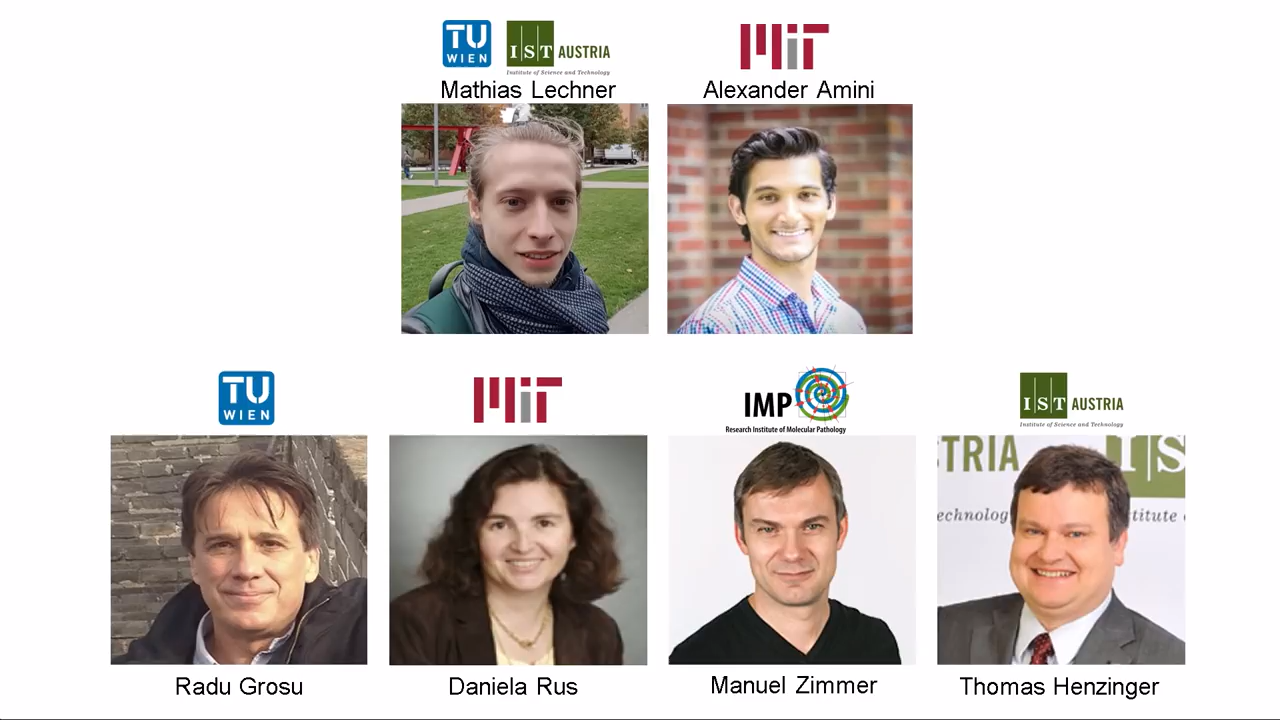 TU
WIEN
IST AUSTRIA
Institute of Science and Technology
MIT
Mathias Lechner
Alexander Amini
TU
WIEN
MIT
IMP
Research Institute of Molecular Pathology
IST AUSTRIA
Institute of Science and Technology
STRIA
IS
echnology
titute
Radu Grosu
Daniela Rus
Manuel Zimmer
Thomas Henzinger